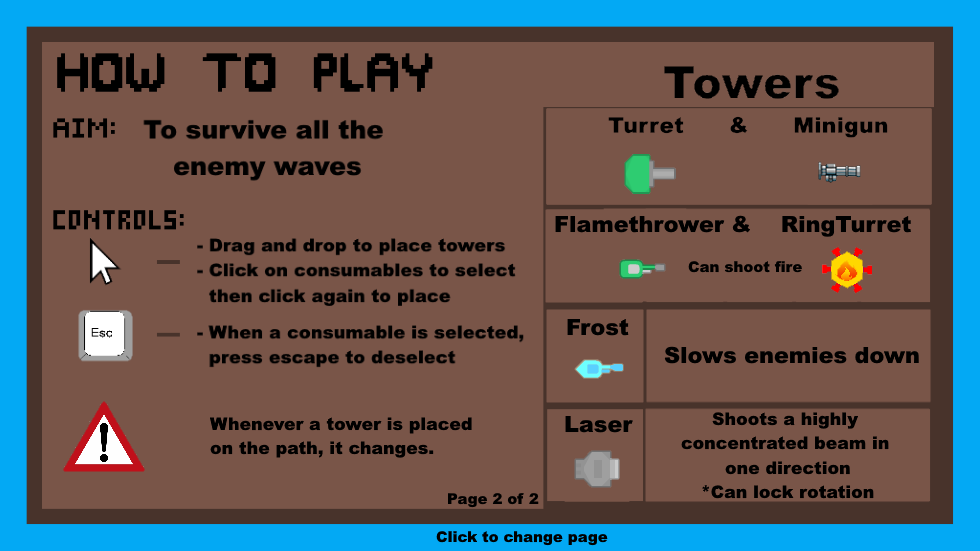 HOW TO PLAY
AIM: To survive all the
enemy waves
CONTROLS:
- Drag and drop to place towers
- Click on consumables to select
then click again to place
Esc
- When a consumable is selected,
press escape to deselect
!
Whenever a tower is placed
on the path, it changes.
Page 2 of 2
Towers
Turret & Minigun
Flamethrower & RingTurret
Can shoot fire
Frost
Slows enemies down
Laser
Shoots a highly
concentrated beam in
one direction
*Can lock rotation
Click to change page